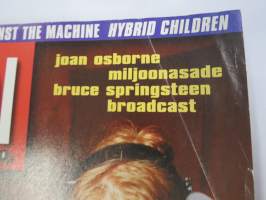 NST THE MACHINE HYBRID CHILDREN
joan osborne
miljoonasade
bruce springsteen
broadcast